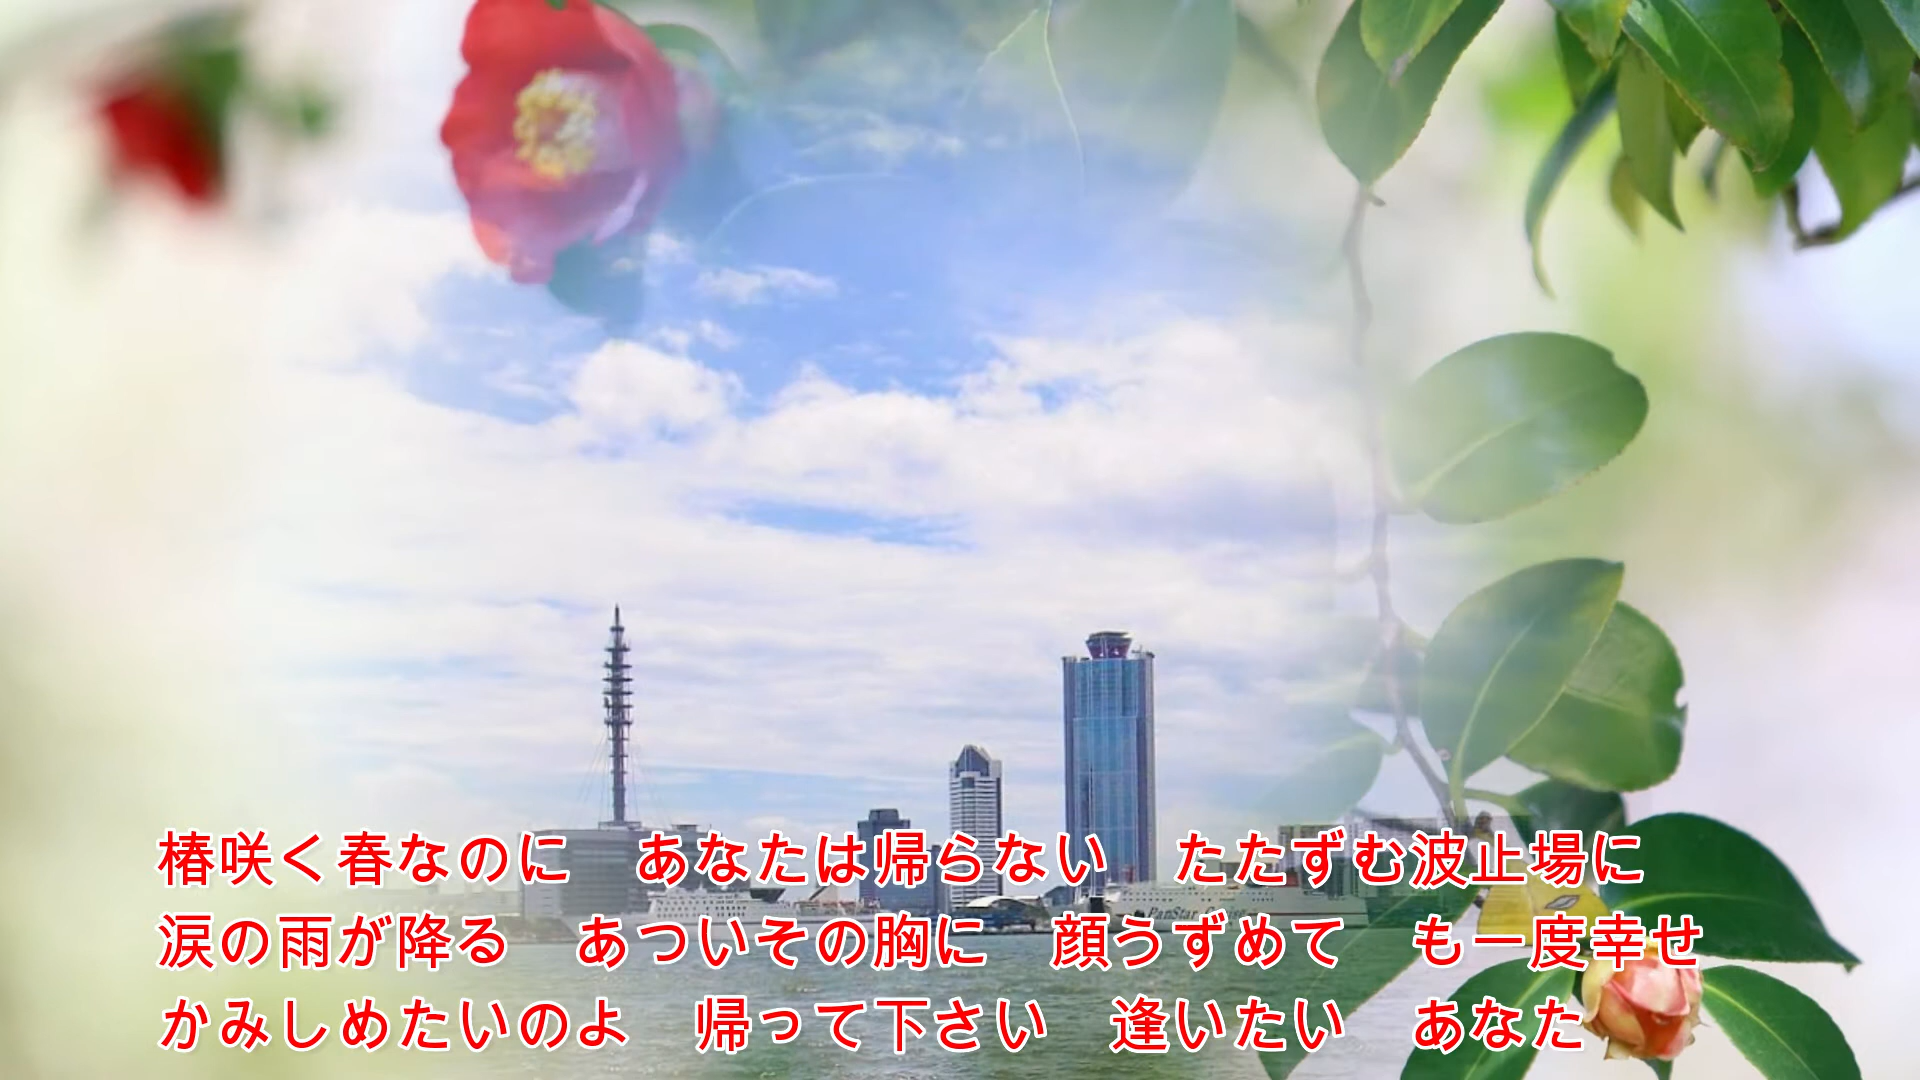 椿咲く春なのに　あなたは帰らない　たたずむ波止場に
涙の雨が降る　あついその胸に　顔うずめて　も一度幸せ
かみしめたいのよ　帰って下さい　逢いたい　あなた
PanStar Cruise